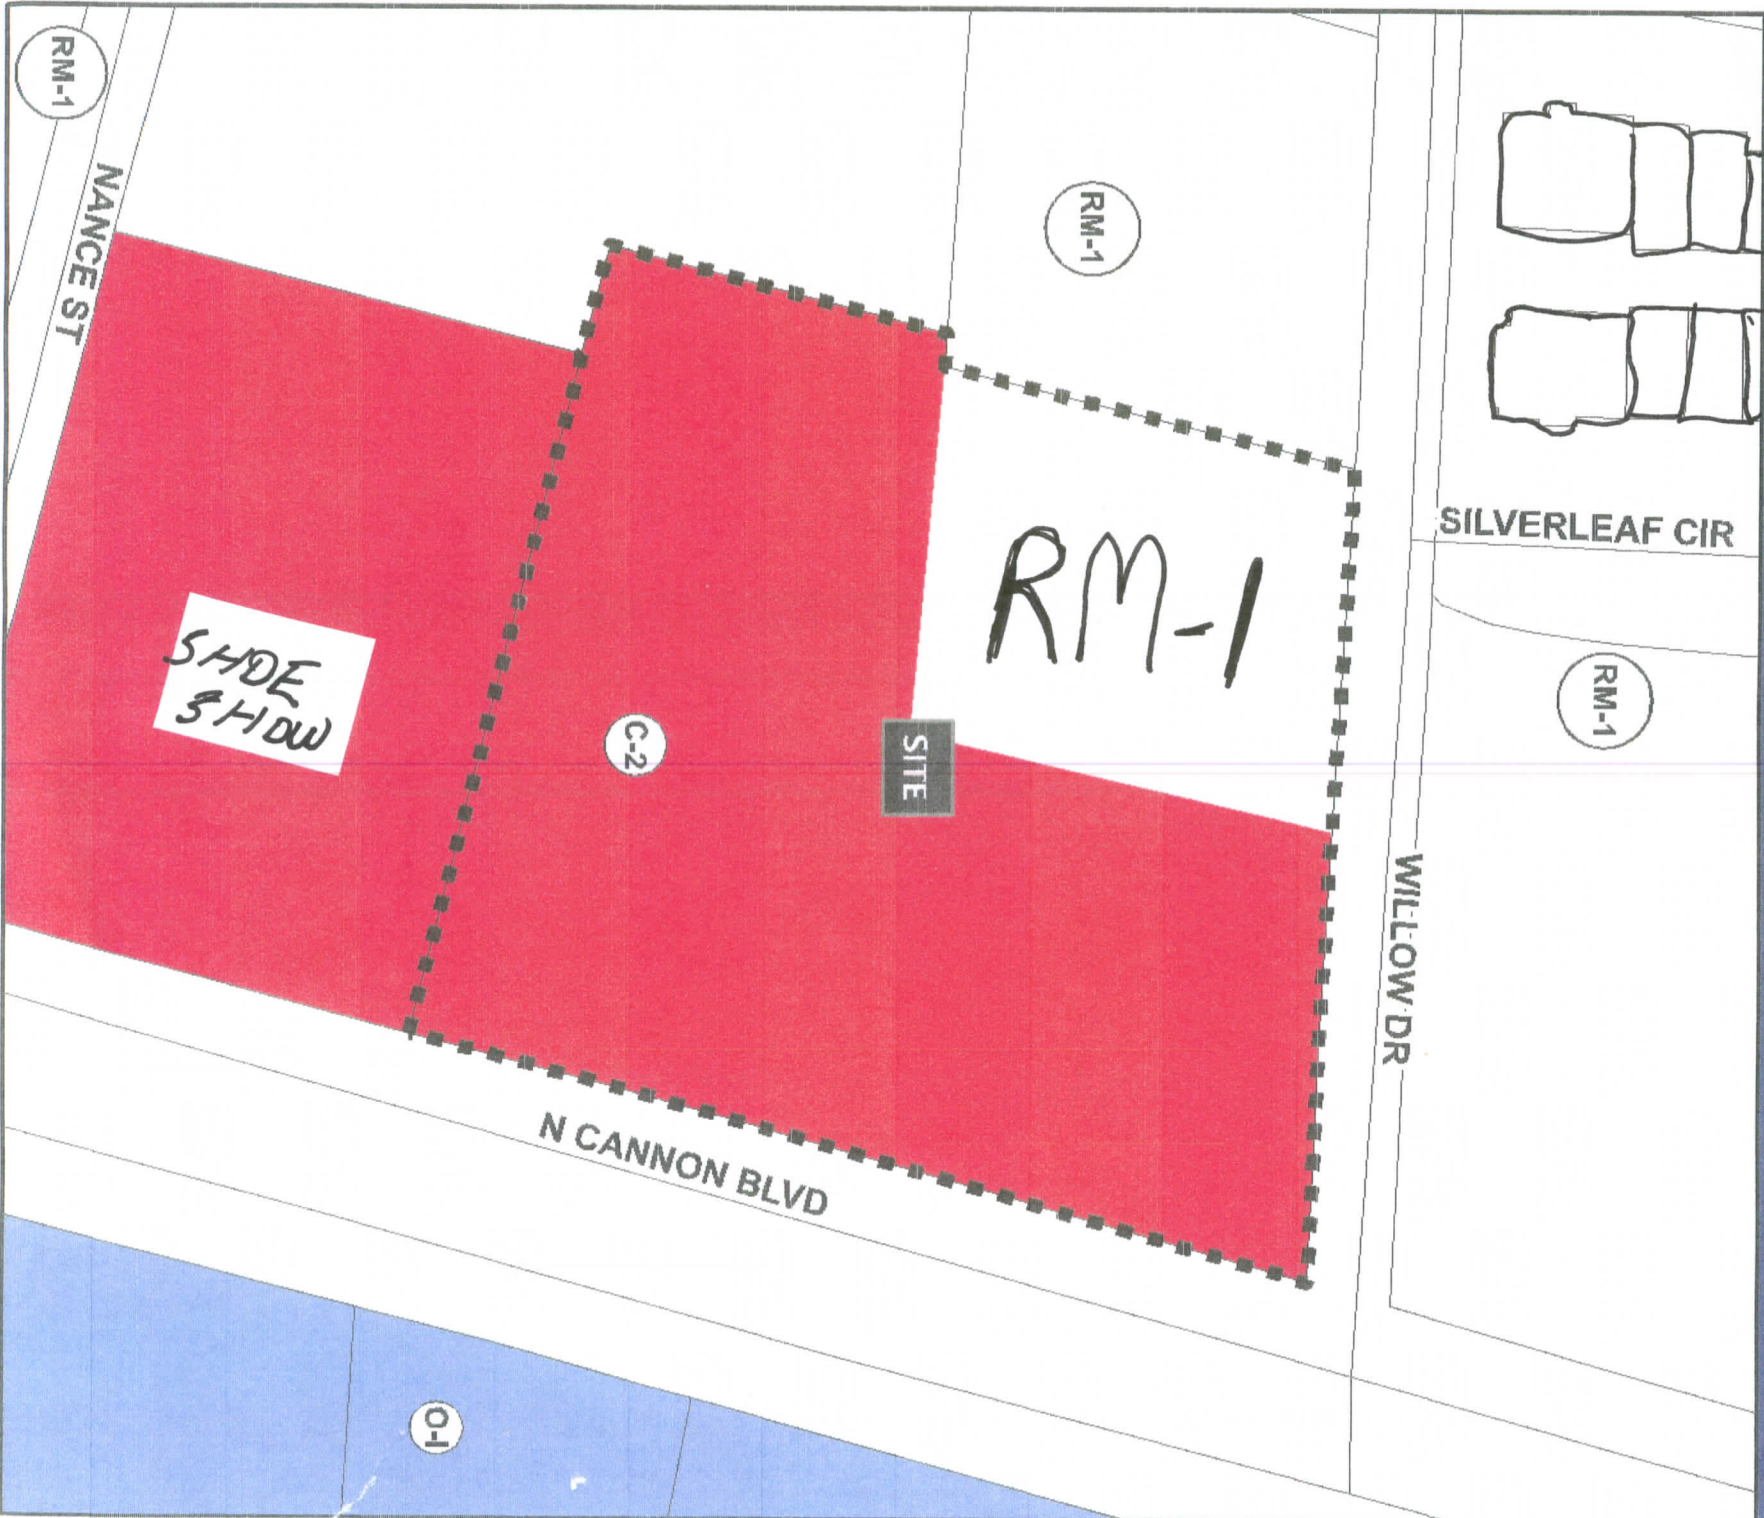 RM-1
NANCE ST
RM-1
SILVERLEAF CIR
RM-1
RM-1
SHOE
SHOW
C-2
SITE
WILLOW DR
N CANNON BLVD
O-I